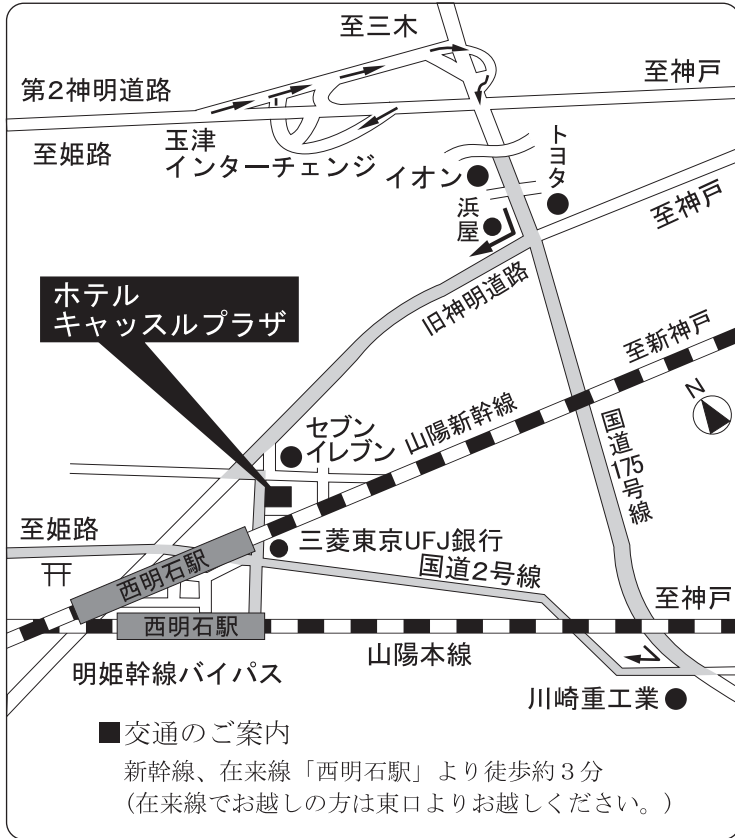 至三木
第2神明道路
至神戸
至姫路
玉津
インターチェンジ
イオン
トヨタ
浜屋
至神戸
ホテル
キャッスルプラザ
旧神明道路
至新神戸
N
セブン
イレブン
山陽新幹線
国道175号線
至姫路
三菱東京UFJ銀行
西明石駅
国道2号線
至神戸
西明石駅
山陽本線
明姫幹線バイパス
川崎重工業
■交通のご案内
新幹線、在来線「西明石駅」より徒歩約3分
(在来線でお越しの方は東口よりお越しください。)